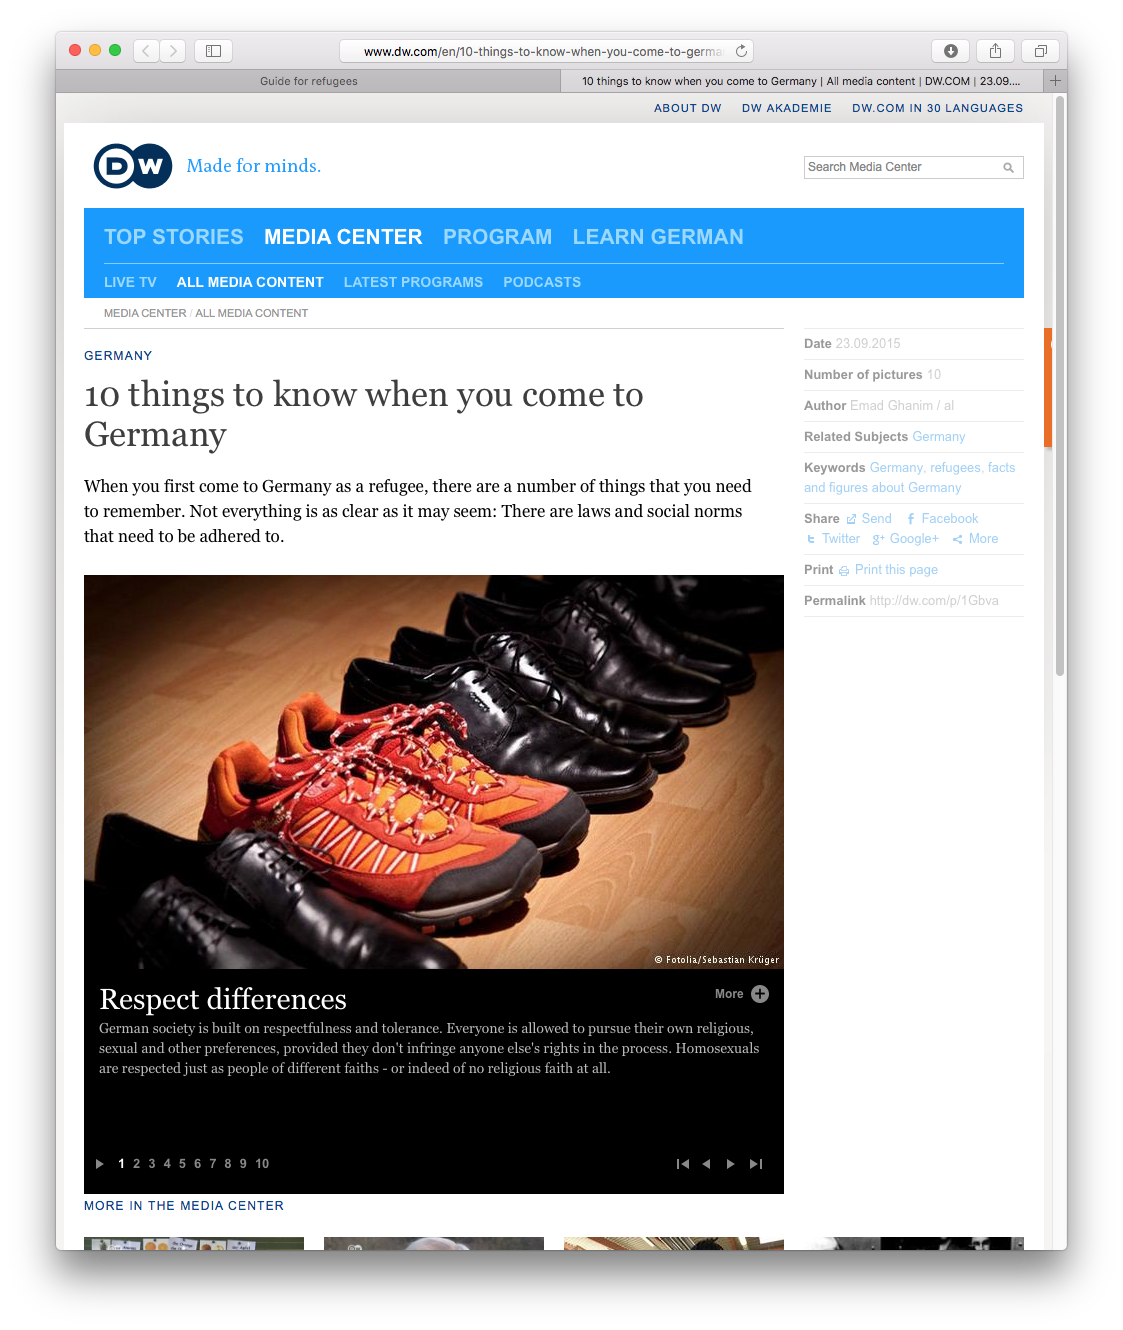 www.dw.com/en/10-things-to-know-when-you-come-to-germa
Guide for refugees
10 things to know when you come to Germany | All media content | DW.COM | 23.09....
ABOUT DW DW AKADEMIE DW.COM IN 30 LANGUAGES
DW Made for minds.
Search Media Center
TOP STORIES MEDIA CENTER PROGRAM LEARN GERMAN
LIVE TV ALL MEDIA CONTENT LATEST PROGRAMS PODCASTS
MEDIA CENTER / ALL MEDIA CONTENT
GERMANY
10 things to know when you come to
Germany
When you first come to Germany as a refugee, there are a number of things that you need
to remember. Not everything is as clear as it may seem: There are laws and social norms
that need to be adhered to.
Date 23.09.2015
Number of pictures 10
Author Emad Ghanim / al
Related Subjects Germany
Keywords Germany, refugees, facts
and figures about Germany
Share Send Facebook
Twitter Google+ More
Print Print this page
Permalink http://dw.com/p/1Gbva
© Fotolia/Sebastian Krüger
Respect differences
More
German society is built on respectfulness and tolerance. Everyone is allowed to pursue their own religious,
sexual and other preferences, provided they don't infringe anyone else's rights in the process. Homosexuals
are respected just as people of different faiths - or indeed of no religious faith at all.
1 2 3 4 5 6 7 8 9 10
MORE IN THE MEDIA CENTER